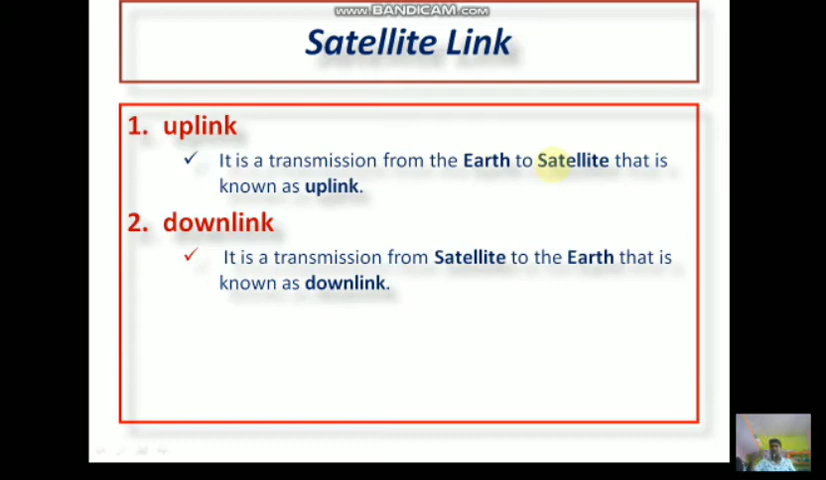 www.BANDICAM.com
Satellite Link
1. uplink
✓ It is a transmission from the Earth to Satellite that is
known as uplink.
2. downlink
✓ It is a transmission from Satellite to the Earth that is
known as downlink.